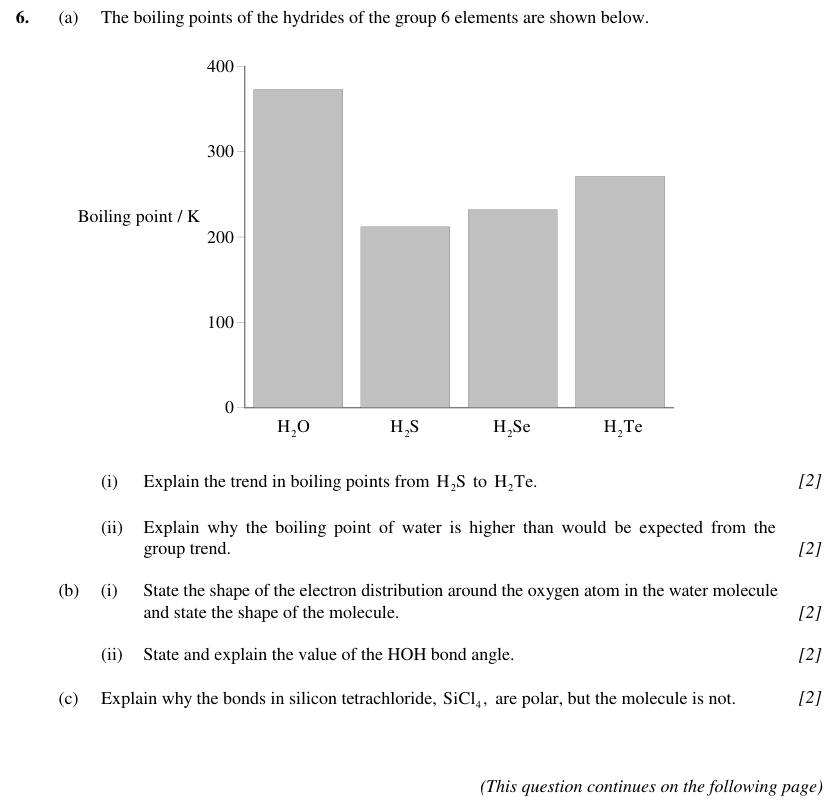 6. (a) The boiling points of the hydrides of the group 6 elements are shown below.
400
300
Boiling point / K
200
100
0
H₂O H₂S H₂Se H₂Te
(i) Explain the trend in boiling points from H₂S to H₂Te. [2]
(ii) Explain why the boiling point of water is higher than would be expected from the
group trend. [2]
(b) (i) State the shape of the electron distribution around the oxygen atom in the water molecule
and state the shape of the molecule. [2]
(ii) State and explain the value of the HOH bond angle. [2]
(c) Explain why the bonds in silicon tetrachloride, SiCl₄, are polar, but the molecule is not. [2]
(This question continues on the following page)